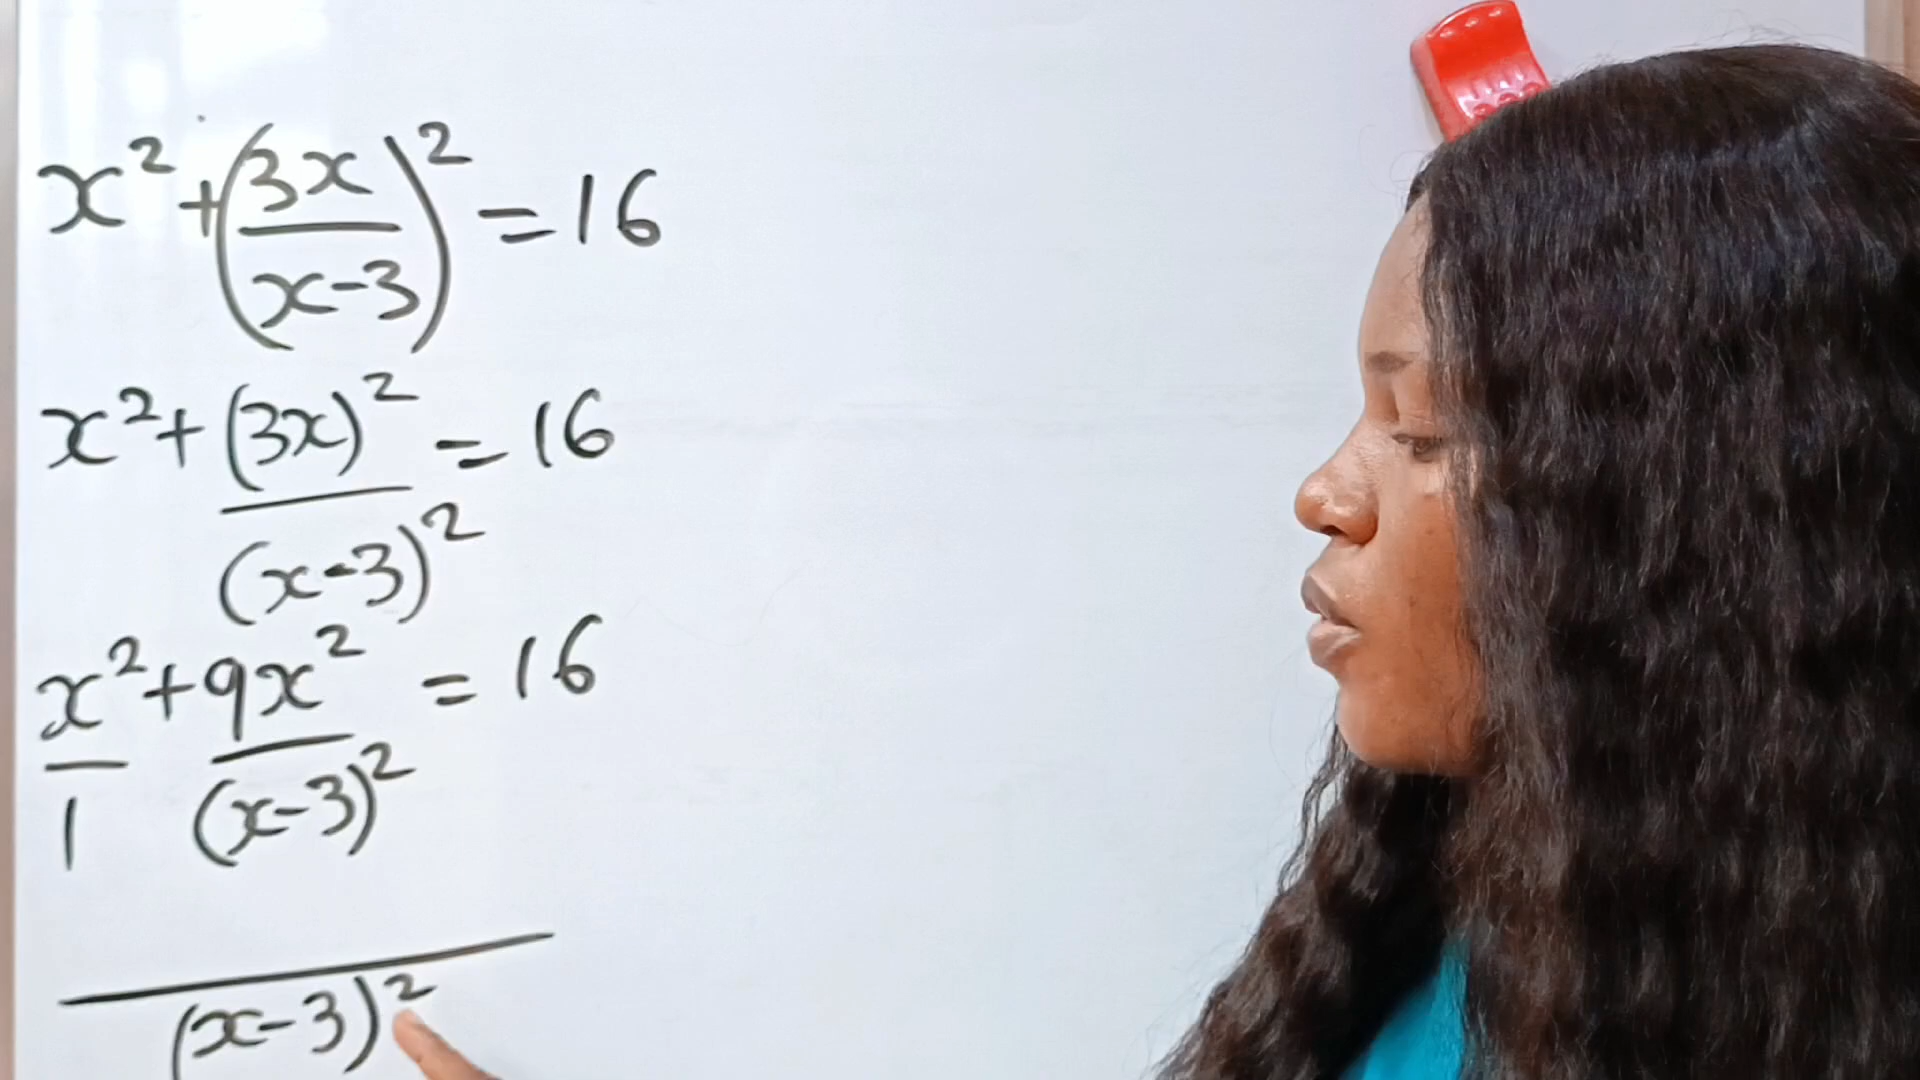 x² + (3x/(x-3))² = 16
x² + (3x)²/(x-3)² = 16
x²/1 + 9x²/(x-3)² = 16
/(x-3)²